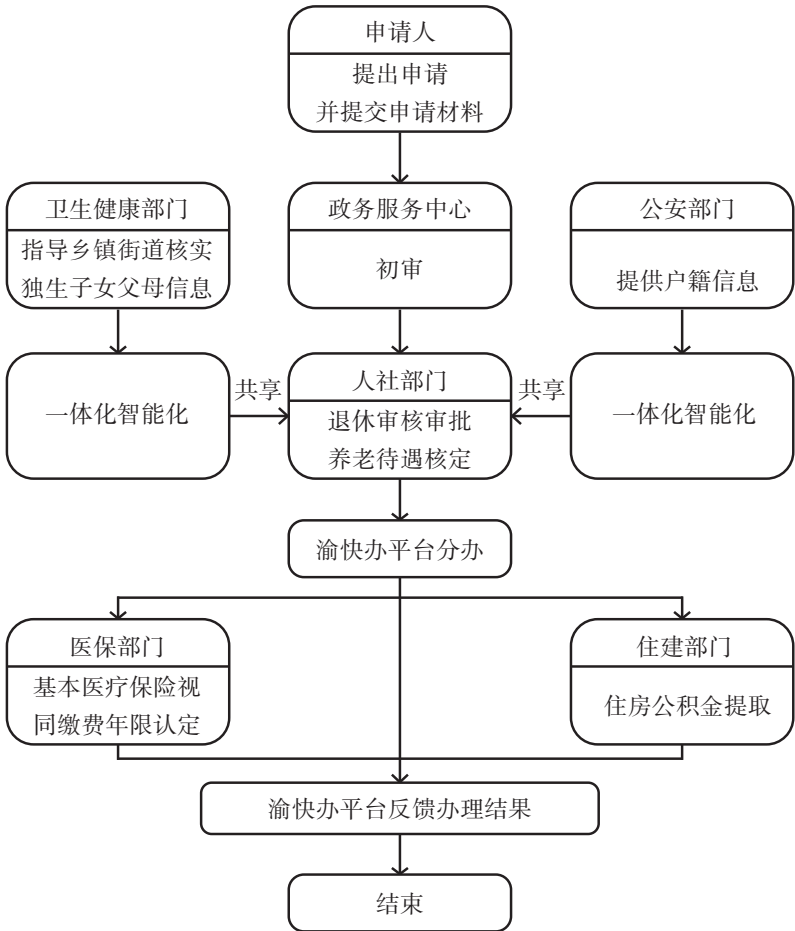 申请人
提出申请
并提交申请材料
卫生健康部门
指导乡镇街道核实
独生子女父母信息
政务服务中心
初审
公安部门
提供户籍信息
一体化智能化
共享
人社部门
退休审核审批
养老待遇核定
共享
一体化智能化
渝快办平台分办
医保部门
基本医疗保险视
同缴费年限认定
住建部门
住房公积金提取
渝快办平台反馈办理结果
结束